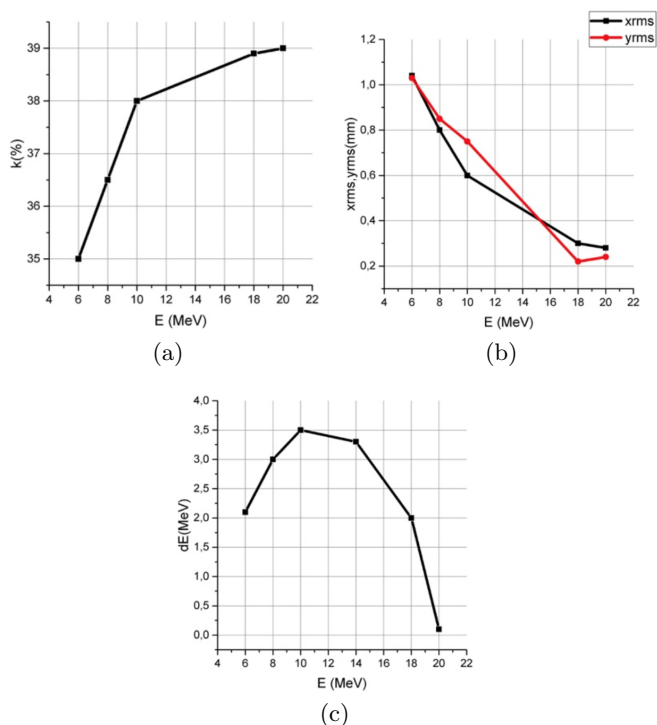 39
38
37
36
35
k(%)
4 6 8 10 12 14 16 18 20 22
E (MeV)
(a)
xrms
yrms
1,2
1,0
0,8
0,6
0,4
0,2
xrms,yrms(mm)
4 6 8 10 12 14 16 18 20 22
E (MeV)
(b)
4,0
3,5
3,0
2,5
2,0
1,5
1,0
0,5
0,0
dE(MeV)
4 6 8 10 12 14 16 18 20 22
E (MeV)
(c)